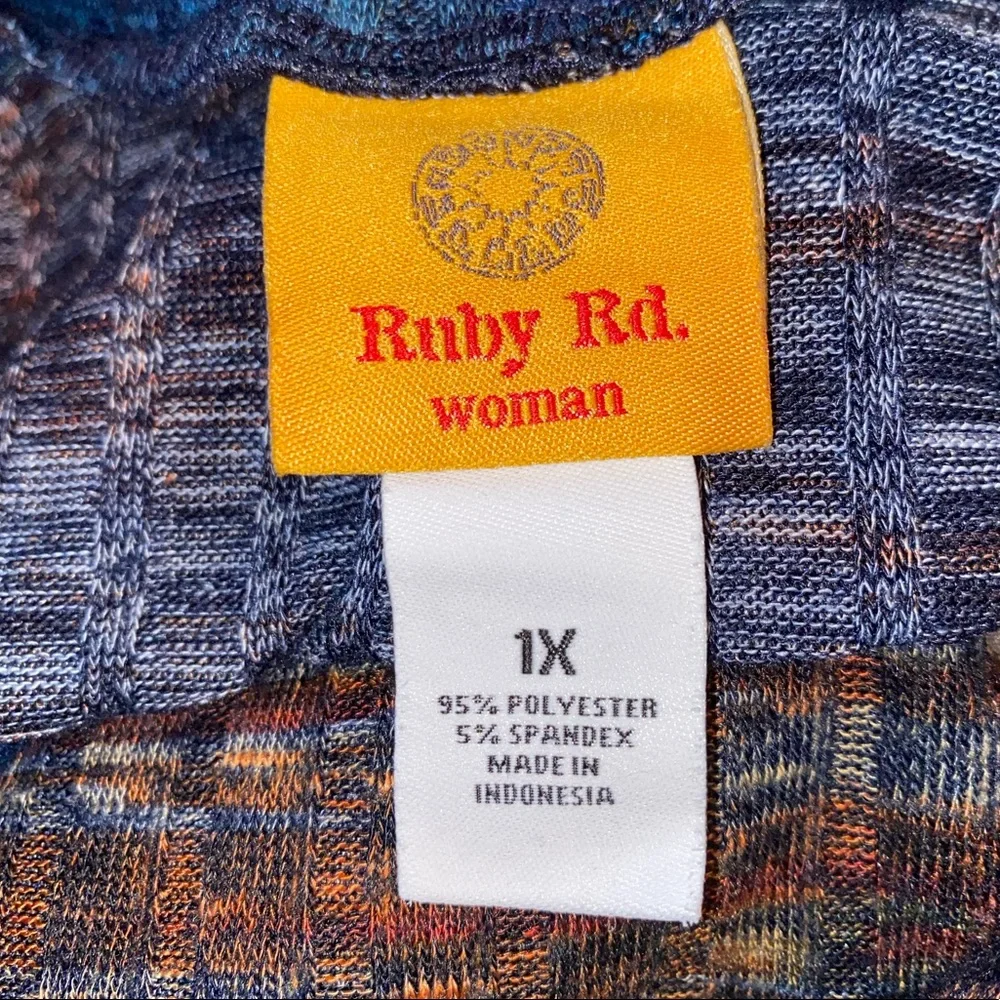 Ruby Rd.
woman
1X
95% POLYESTER
5% SPANDEX
MADE IN
INDONESIA